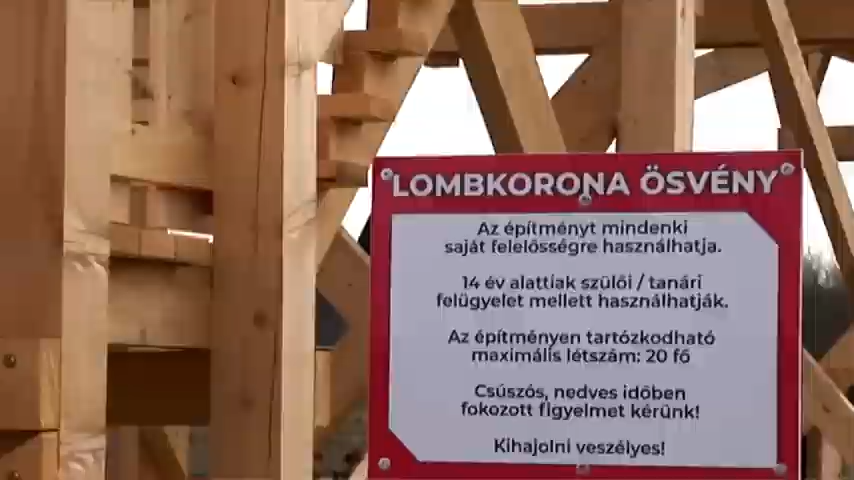 LOMBKORONA ÖSVÉNY
Az építményt mindenki
saját felelősségre használhatja.
14 év alattiak szülői / tanári
felügyelet mellett használhatják.
Az építményen tartózkodható
maximális létszám: 20 fő
Csúszós, nedves időben
fokozott figyelmet kérünk!
Kihajolni veszélyes!